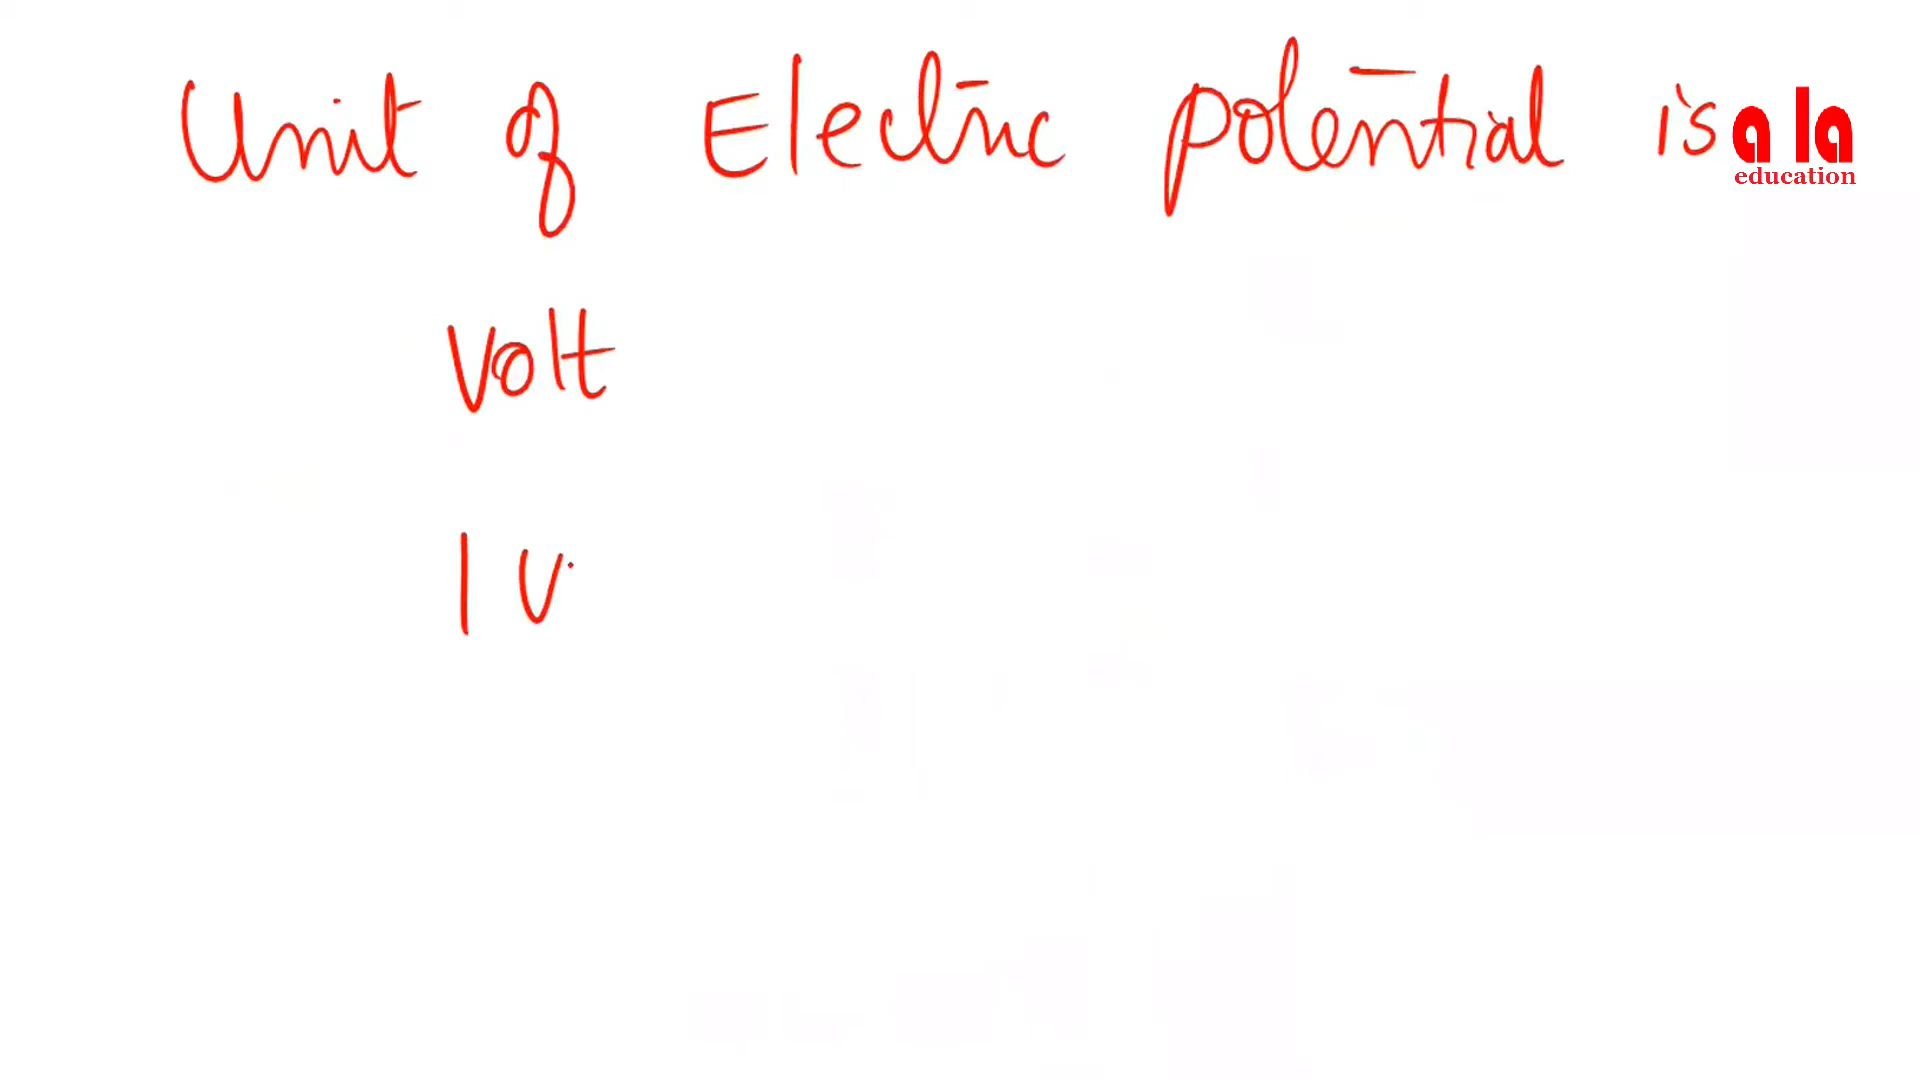 Unit of Electric potential is
a la
education
Volt
1 V